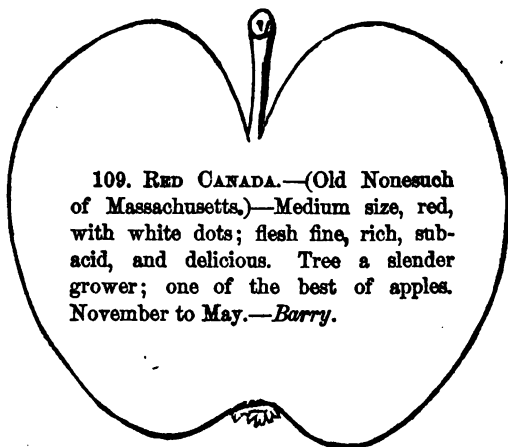 109. RED CANADA.—(Old Nonesuch
of Massachusetts.)—Medium size, red,
with white dots; flesh fine, rich, sub-
acid, and delicious. Tree a slender
grower; one of the best of apples.
November to May.—Barry.